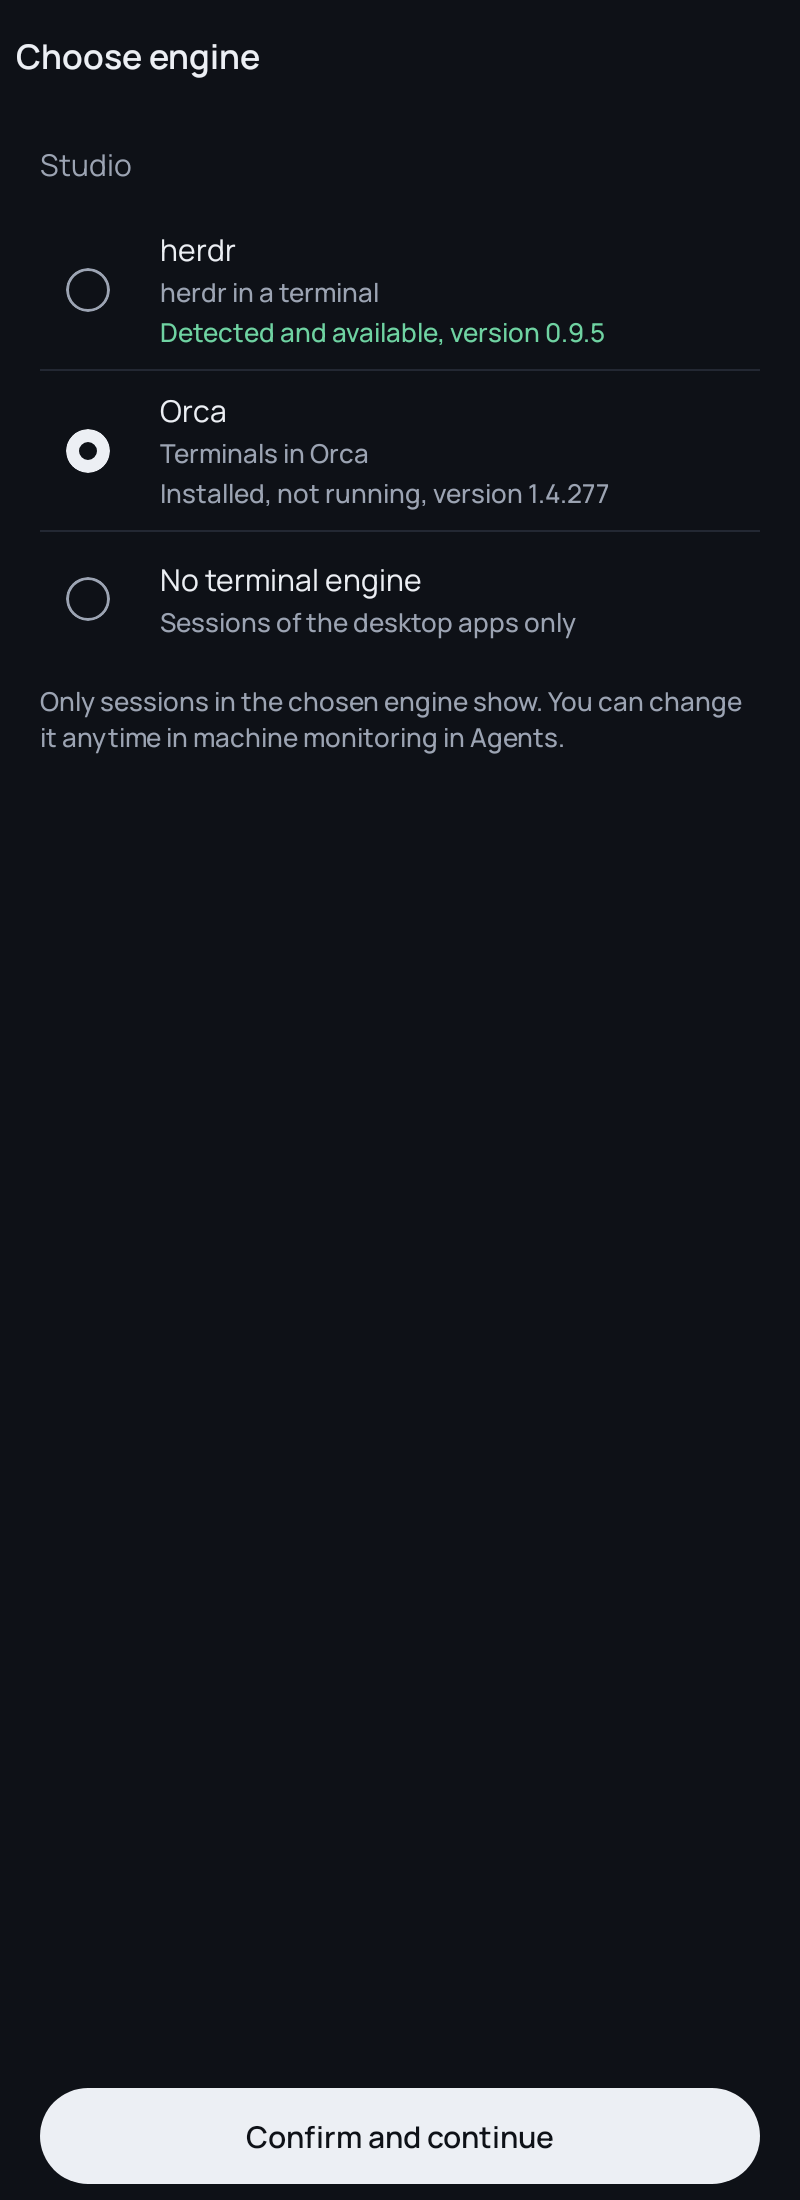 Choose engine
Studio
herdr
herdr in a terminal
Detected and available, version 0.9.5
Orca
Terminals in Orca
Installed, not running, version 1.4.277
No terminal engine
Sessions of the desktop apps only
Only sessions in the chosen engine show. You can change
it anytime in machine monitoring in Agents.
Confirm and continue